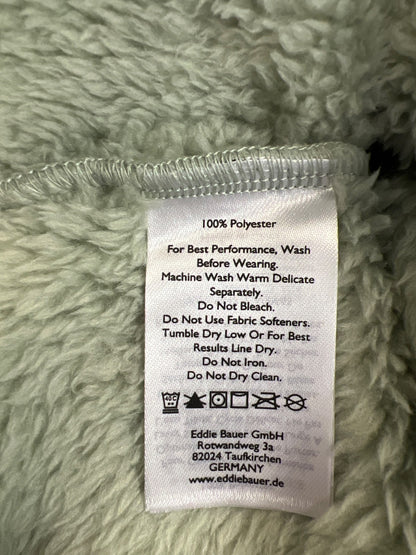 100% Polyester
For Best Performance, Wash
Before Wearing.
Machine Wash Warm Delicate
Separately.
Do Not Bleach.
Do Not Use Fabric Softeners.
Tumble Dry Low Or For Best
Results Line Dry.
Do Not Iron.
Do Not Dry Clean.
Eddie Bauer GmbH
Rotwandweg 3a
82024 Taufkirchen
GERMANY
www.eddiebauer.de